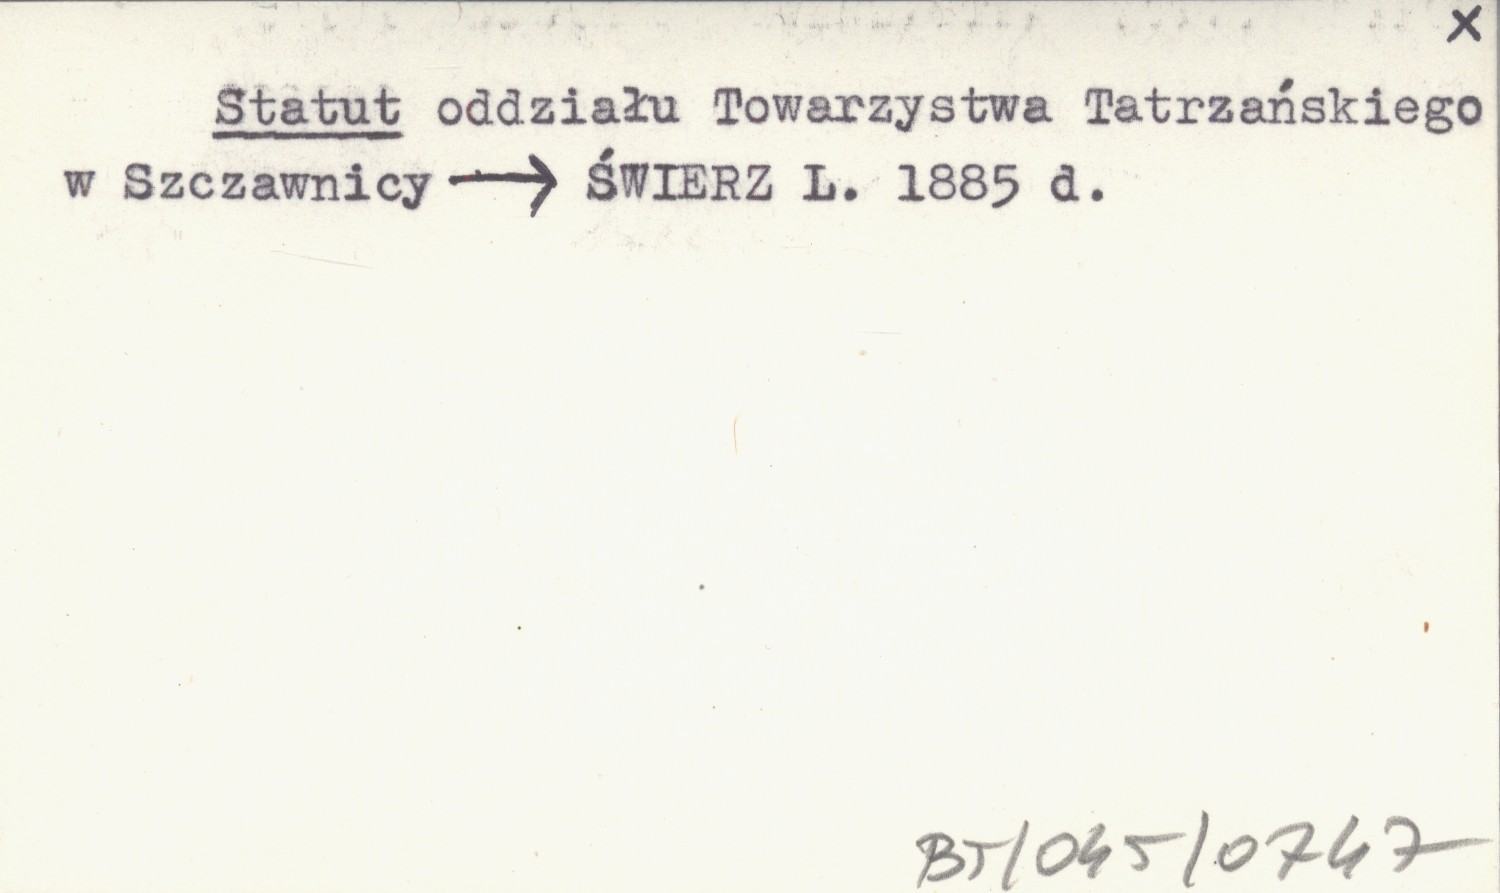 x
Statut oddziału Towarzystwa Tatrzańskiego
w Szczawnicy → ŚWIERZ L. 1885 d.
BT/045/0747